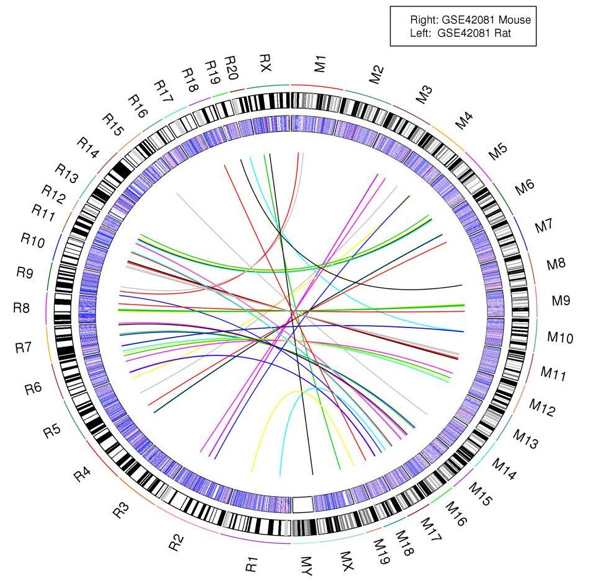 Right: GSE42081 Mouse
Left: GSE42081 Rat
M1
M2
M3
M4
M5
M6
M7
M8
M9
M10
M11
M12
M13
M14
M15
M16
M17
M18
M19
MX
MY
R1
R2
R3
R4
R5
R6
R7
R8
R9
R10
R11
R12
R13
R14
R15
R16
R17
R18
R19
R20
RX